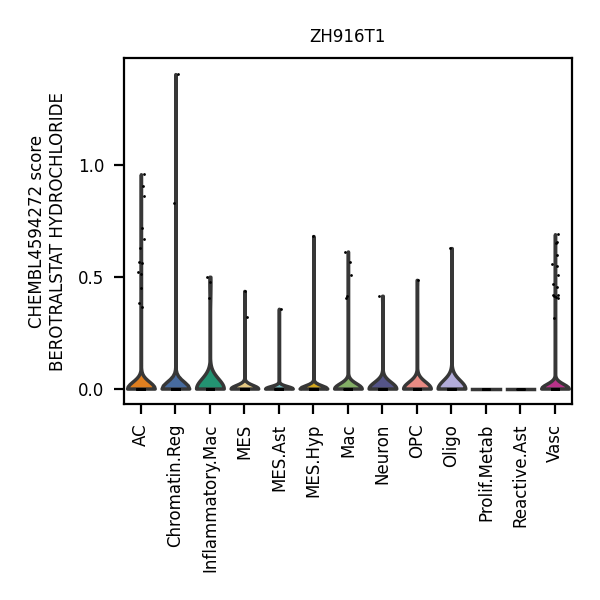 ZH916T1
CHEMBL4594272 score
BEROTRALSTAT HYDROCHLORIDE
1.0
0.5
0.0
AC
Chromatin.Reg
Inflammatory.Mac
MES
MES.Ast
MES.Hyp
Mac
Neuron
OPC
Oligo
Prolif.Metab
Reactive.Ast
Vasc